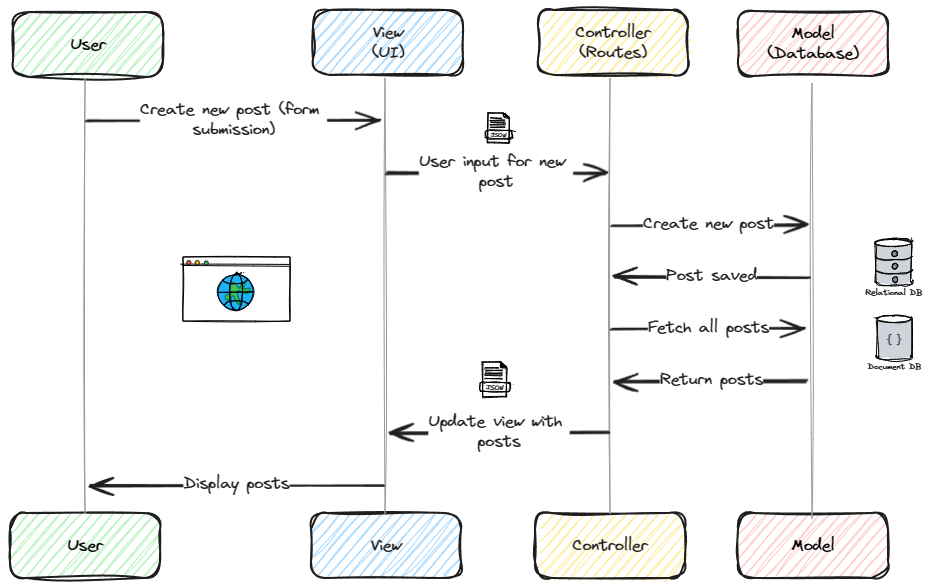 User
View
(UI)
Controller
(Routes)
Model
(Database)
Create new post (form
submission)
JSON
User input for new
post
Create new post
Post saved
Relational DB
Fetch all posts
{ }
Document DB
JSON
Return posts
Update view with
posts
Display posts
User
View
Controller
Model